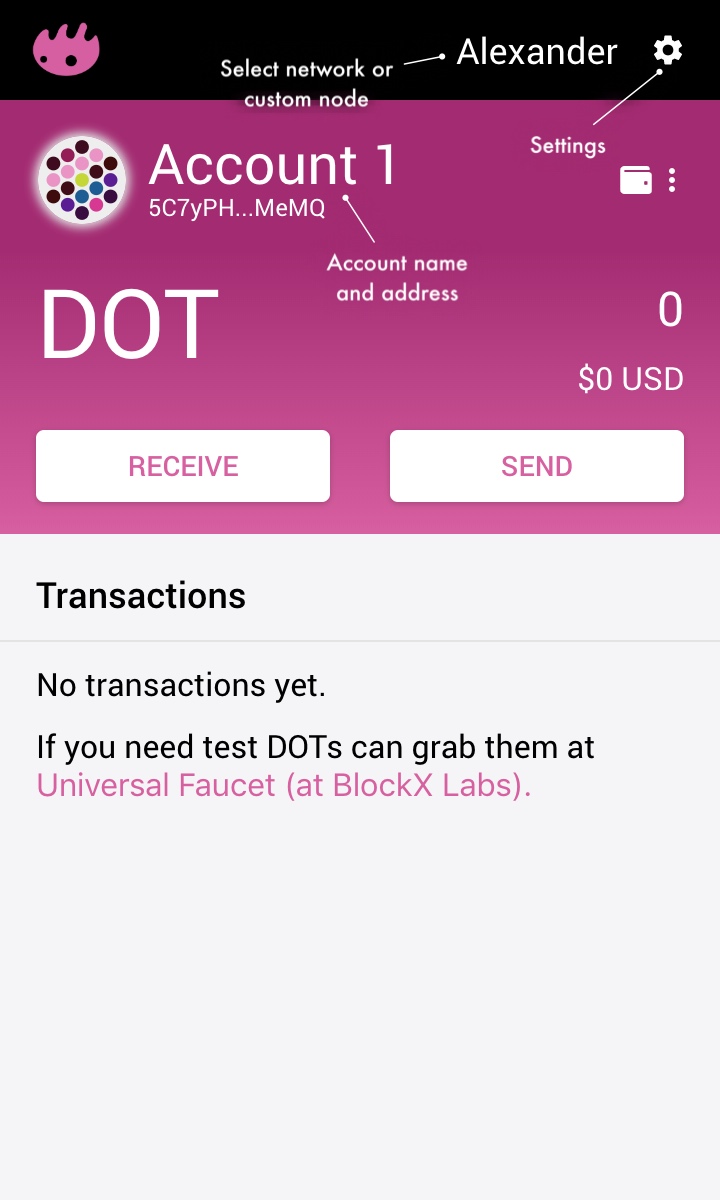 Alexander
Select network or
custom node
Settings
Account 1
5C7yPH...MeMQ
Account name
and address
DOT
0
$0 USD
RECEIVE
SEND
Transactions
No transactions yet.
If you need test DOTs can grab them at
Universal Faucet (at BlockX Labs).